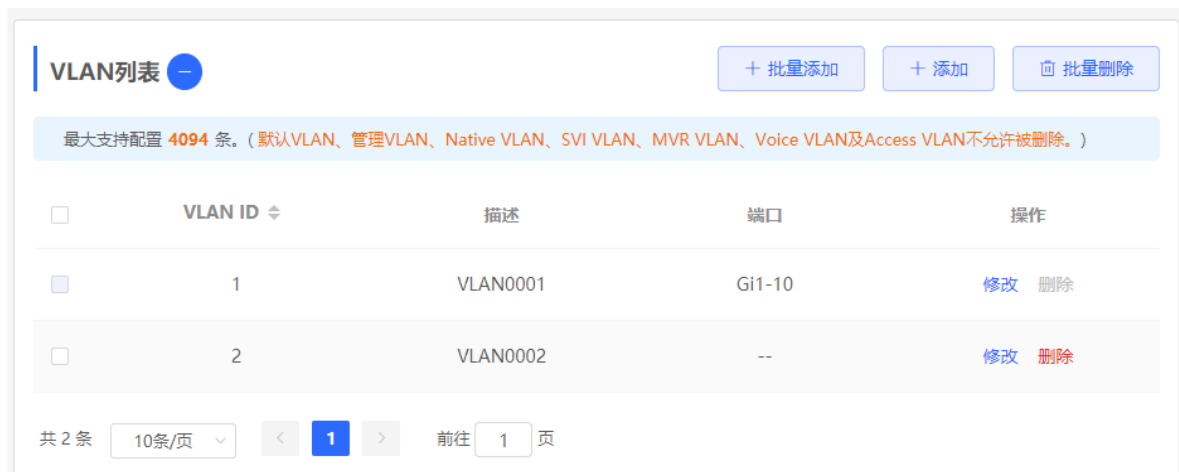 VLAN列表
批量添加 添加 批量删除
最大支持配置 4094 条。( 默认VLAN、管理VLAN、Native VLAN、SVI VLAN、MVR VLAN、Voice VLAN及Access VLAN不允许被删除。)
VLAN ID 描述 端口 操作
1 VLAN0001 Gi1-10 修改 删除
2 VLAN0002 -- 修改 删除
共 2 条 10条/页 < 1 > 前往 1 页